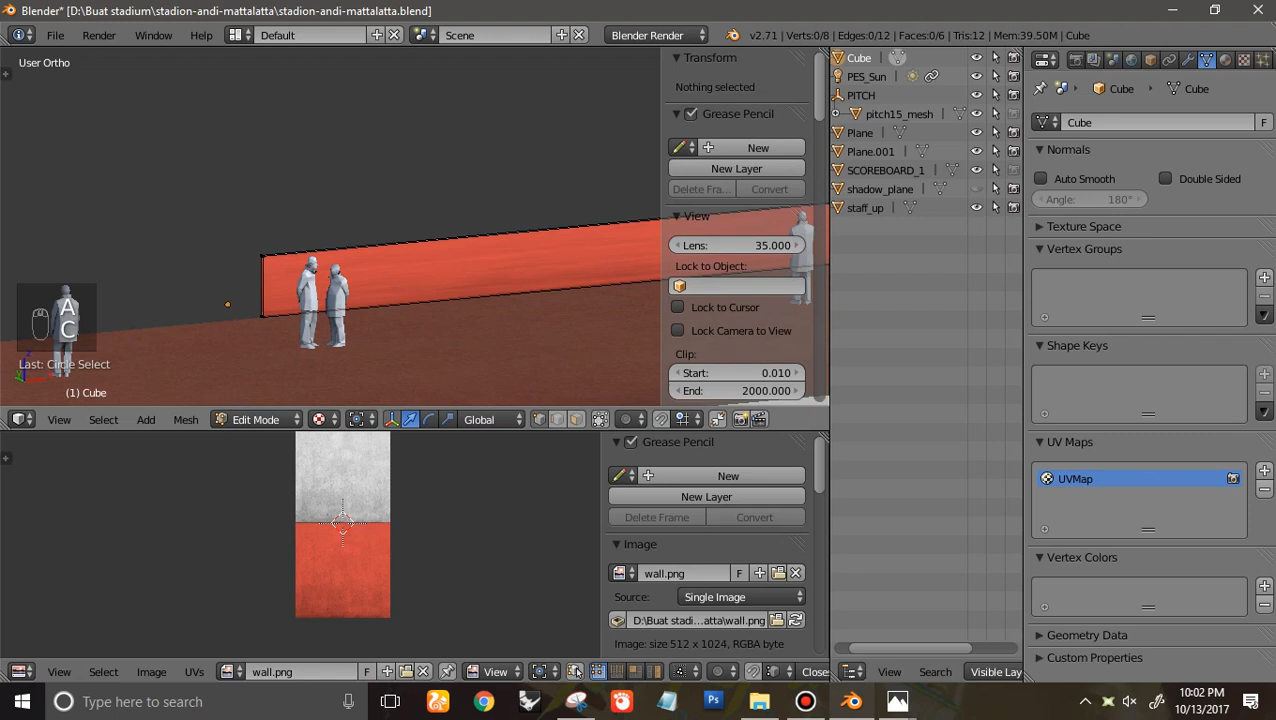 Blender* [D:\Buat stadium\stadion-andi-mattalatta\stadion-andi-mattalatta.blend]
File Render Window Help Default Scene Blender Render v2.71 | Verts:0/8 | Edges:0/12 | Faces:0/6 | Tris:12 | Mem:39.50M | Cube
User Ortho
A
C
Last: Circle Select
(1) Cube
Transform
Nothing selected
Grease Pencil
New
New Layer
Delete Fra... Convert
View
Lens: 35.000
Lock to Object:
Lock to Cursor
Lock Camera to View
Clip:
Start: 0.010
End: 2000.000
View Select Add Mesh Edit Mode Global
Grease Pencil
New
New Layer
Delete Frame Convert
Image
wall.png F
Source: Single Image
D:\Buat stadi...atta\wall.png
Image: size 512 x 1024, RGBA byte
View Select Image UVs wall.png F View Closes
Cube
PES_Sun
PITCH
pitch15_mesh
Plane
Plane.001
SCOREBOARD_1
shadow_plane
staff_up
View Search Visible Lay
Cube Cube
Cube F
Normals
Auto Smooth Double Sided
Angle: 180°
Texture Space
Vertex Groups
Shape Keys
UV Maps
UVMap
Vertex Colors
Geometry Data
Custom Properties
Type here to search
Ps
10:02 PM
10/13/2017